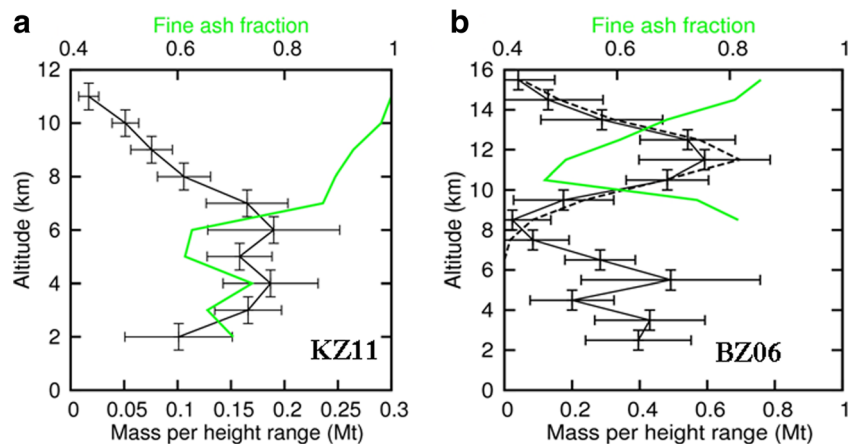 a
Fine ash fraction
0.4 0.6 0.8 1
12
10
8
6
4
2
0
Altitude (km)
KZ11
0 0.05 0.1 0.15 0.2 0.25 0.3
Mass per height range (Mt)
b
Fine ash fraction
0.4 0.6 0.8 1
16
14
12
10
8
6
4
2
0
Altitude (km)
BZ06
0 0.2 0.4 0.6 0.8 1
Mass per height range (Mt)